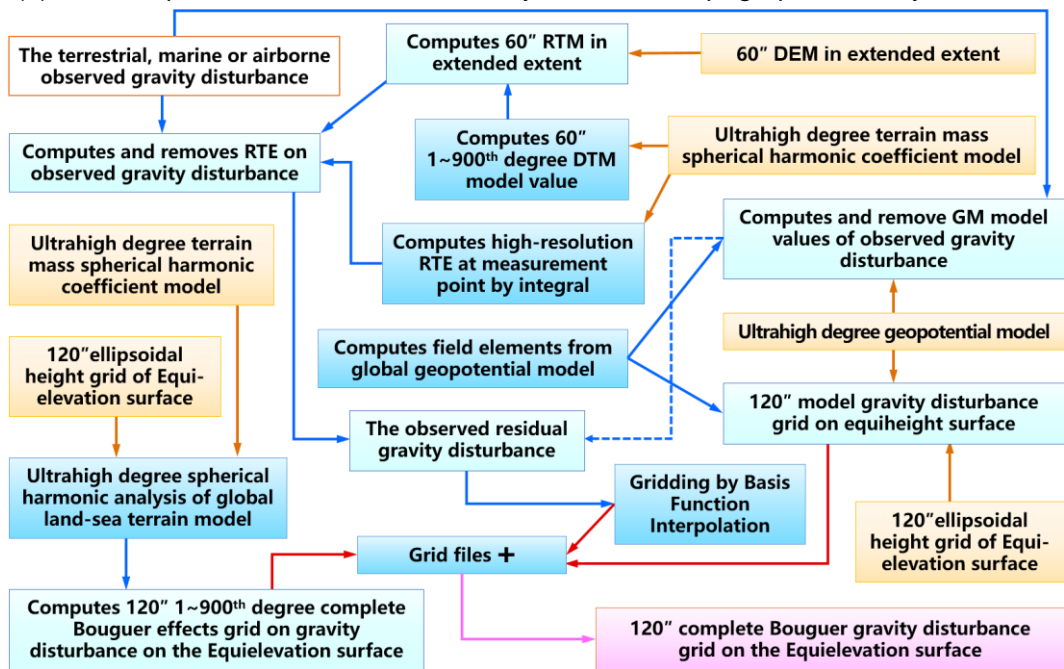 The terrestrial, marine or airborne
observed gravity disturbance
Computes 60″ RTM in
extended extent
60″ DEM in extended extent
Computes and removes RTE on
observed gravity disturbance
Computes 60″
1~900th degree DTM
model value
Ultrahigh degree terrain mass
spherical harmonic coefficient model
Ultrahigh degree terrain
mass spherical harmonic
coefficient model
Computes high-resolution
RTE at measurement
point by integral
Computes and remove GM model
values of observed gravity
disturbance
Ultrahigh degree geopotential model
120″ellipsoidal
height grid of Equi-
elevation surface
Computes field elements from
global geopotential model
120″ model gravity disturbance
grid on equiheight surface
The observed residual
gravity disturbance
Ultrahigh degree spherical
harmonic analysis of global
land-sea terrain model
Gridding by Basis
Function
Interpolation
120″ellipsoidal
height grid of Equi-
elevation surface
Grid files +
Computes 120″ 1~900th degree complete
Bouguer effects grid on gravity
disturbance on the Equielevation surface
120″ complete Bouguer gravity disturbance
grid on the Equielevation surface